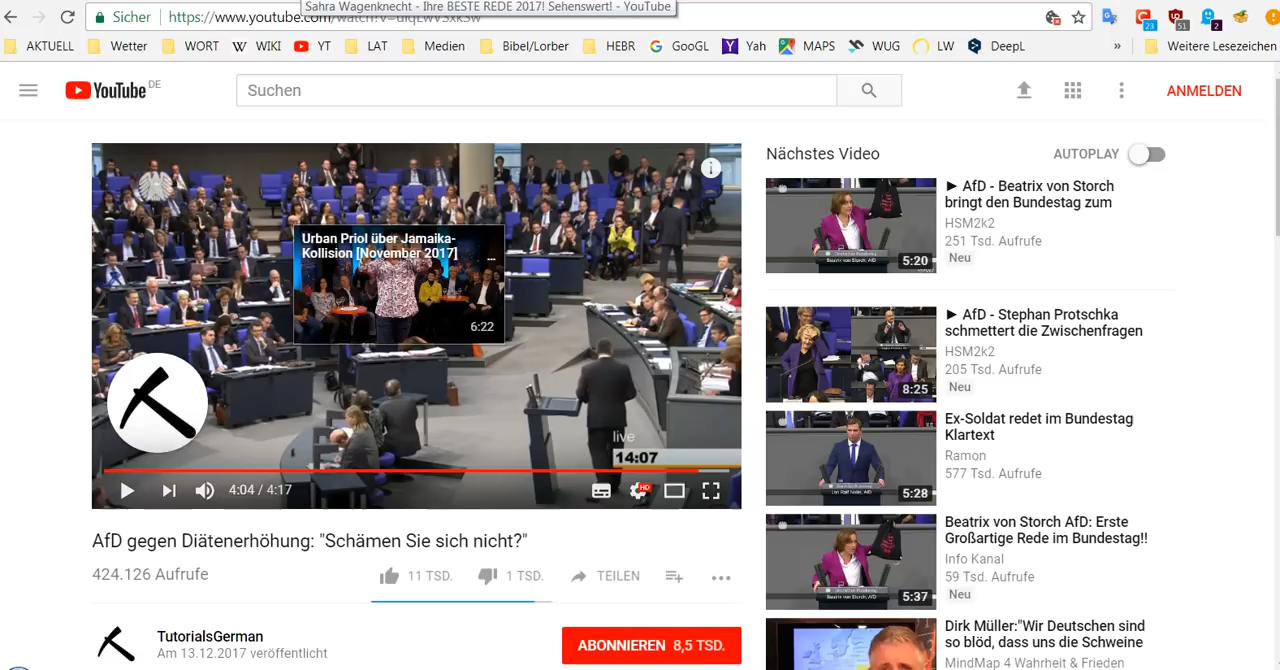 Sahra Wagenknecht - Ihre BESTE REDE 2017! Sehenswert! - YouTube
Sicher
https://www.youtube.com/
23
51
2
AKTUELL
Wetter
WORT
W WIKI
YT
LAT
Medien
Bibel/Lorber
HEBR
G GoogL
Y Yah
MAPS
WUG
LW
DeepL
»
Weitere Lesezeichen
YouTube DE
Suchen
ANMELDEN
Urban Priol über Jamaika-
Kollision [November 2017]
6:22
live
14:07
4:04 / 4:17
HD
AfD gegen Diätenerhöhung: "Schämen Sie sich nicht?"
424.126 Aufrufe
11 TSD.
1 TSD.
TEILEN
TutorialsGerman
Am 13.12.2017 veröffentlicht
ABONNIEREN 8,5 TSD.
Nächstes Video
AUTOPLAY
5:20
► AfD - Beatrix von Storch
bringt den Bundestag zum
HSM2k2
251 Tsd. Aufrufe
Neu
8:25
► AfD - Stephan Protschka
schmettert die Zwischenfragen
HSM2k2
205 Tsd. Aufrufe
Neu
5:28
Ex-Soldat redet im Bundestag
Klartext
Ramon
577 Tsd. Aufrufe
5:37
Beatrix von Storch AfD: Erste
Großartige Rede im Bundestag!!
Info Kanal
59 Tsd. Aufrufe
Neu
Dirk Müller:"Wir Deutschen sind
so blöd, dass uns die Schweine
MindMap 4 Wahrheit & Frieden